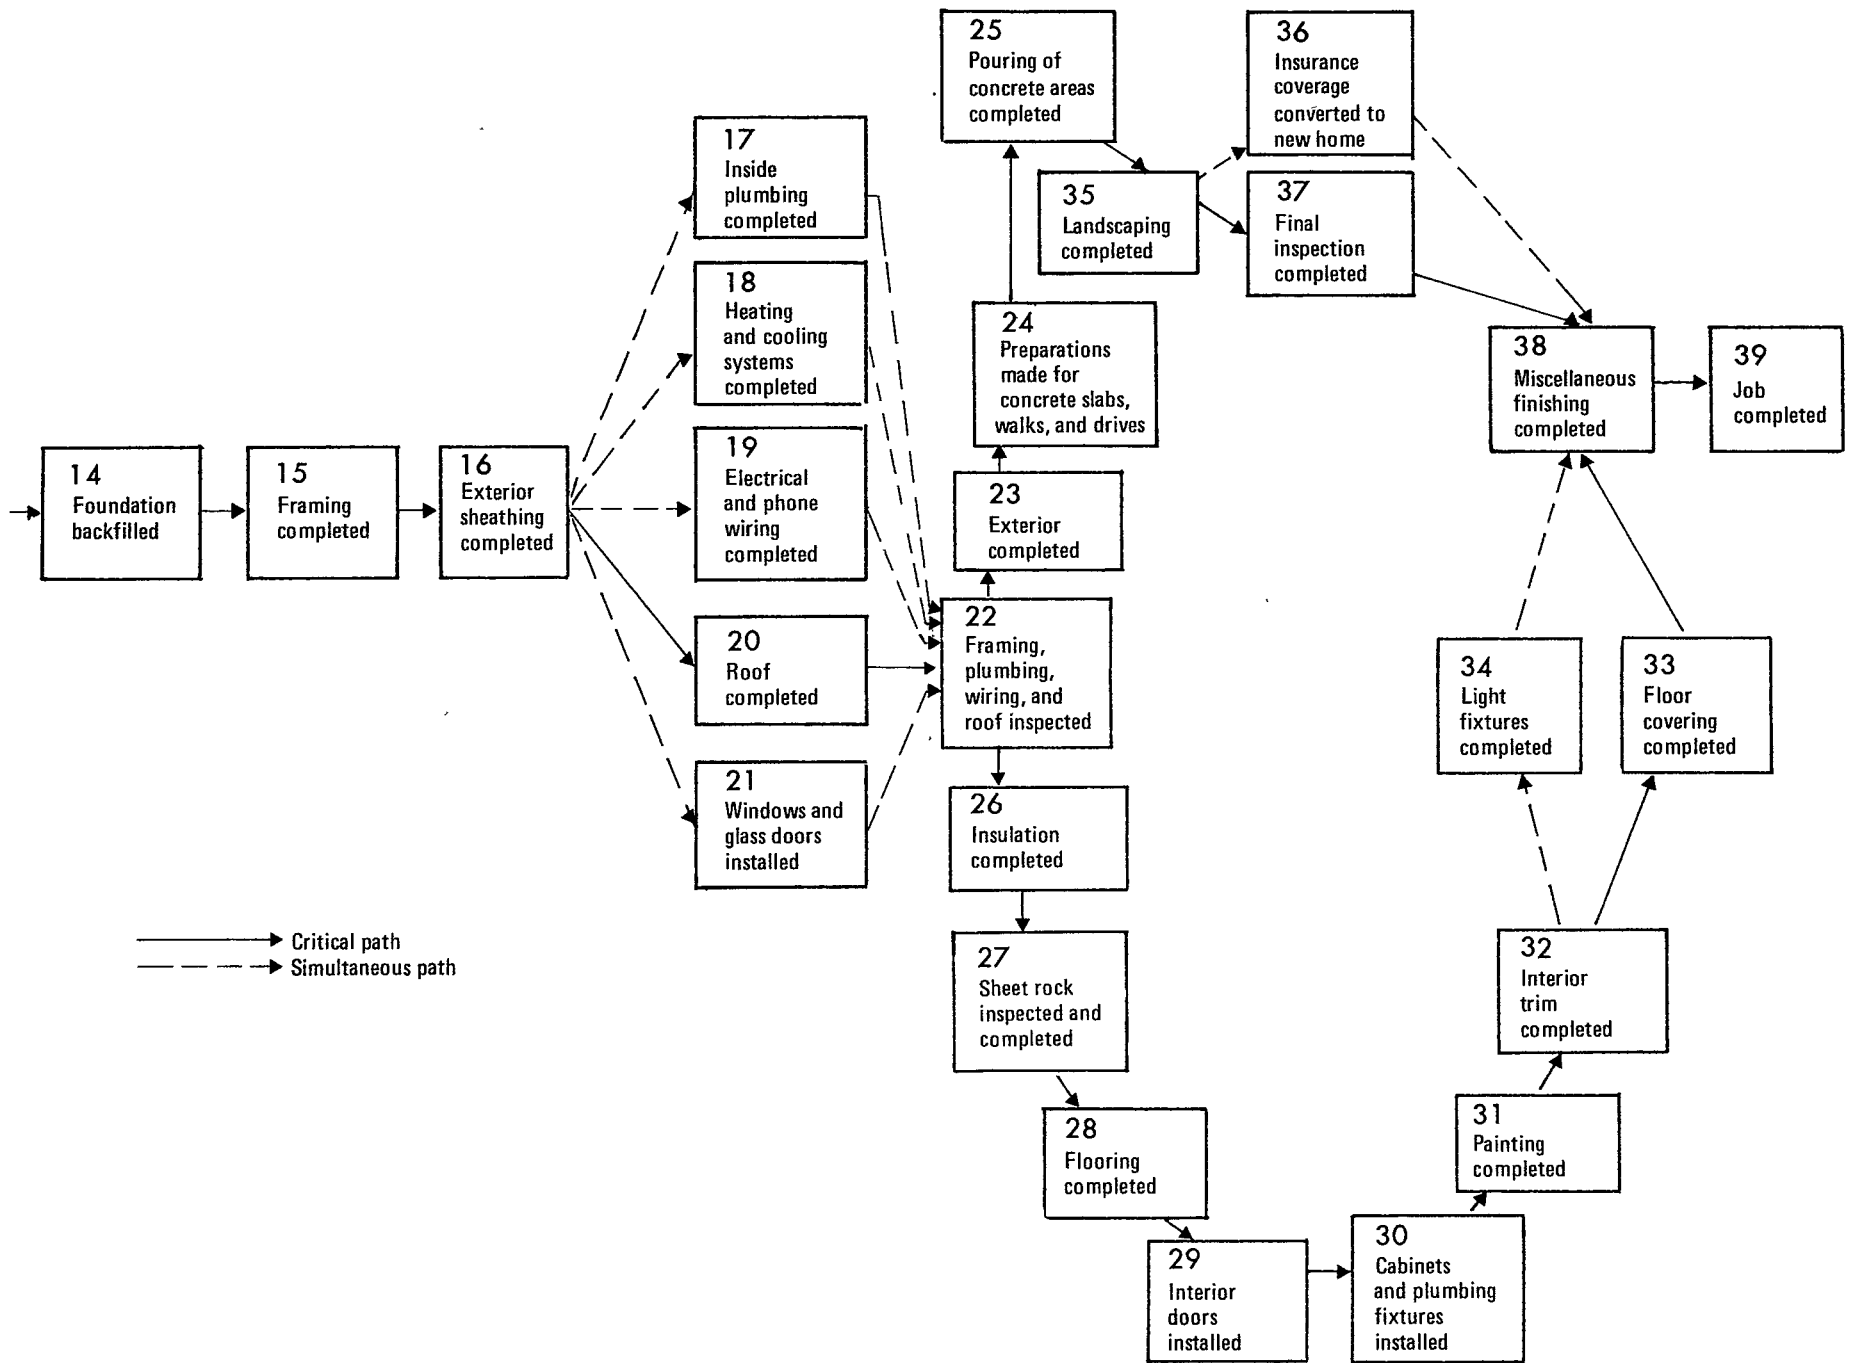 14
Foundation
backfilled
15
Framing
completed
16
Exterior
sheathing
completed
17
Inside
plumbing
completed
18
Heating
and cooling
systems
completed
19
Electrical
and phone
wiring
completed
20
Roof
completed
21
Windows and
glass doors
installed
22
Framing,
plumbing,
wiring, and
roof inspected
23
Exterior
completed
24
Preparations
made for
concrete slabs,
walks, and drives
25
Pouring of
concrete areas
completed
26
Insulation
completed
27
Sheet rock
inspected and
completed
28
Flooring
completed
29
Interior
doors
installed
30
Cabinets
and plumbing
fixtures
installed
31
Painting
completed
32
Interior
trim
completed
33
Floor
covering
completed
34
Light
fixtures
completed
35
Landscaping
completed
36
Insurance
coverage
converted to
new home
37
Final
inspection
completed
38
Miscellaneous
finishing
completed
39
Job
completed
Critical path
Simultaneous path